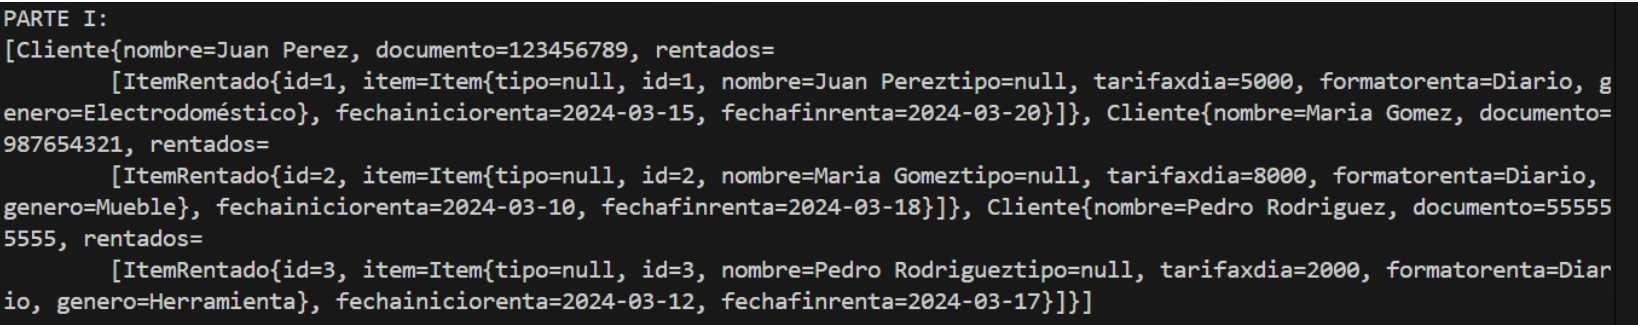 PARTE I:
[Cliente{nombre=Juan Perez, documento=123456789, rentados=
        [ItemRentado{id=1, item=Item{tipo=null, id=1, nombre=Juan Pereztipo=null, tarifaxdia=5000, formatorenta=Diario, g
enero=Electrodoméstico}, fechainiciorenta=2024-03-15, fechafinrenta=2024-03-20}]}, Cliente{nombre=Maria Gomez, documento=
987654321, rentados=
        [ItemRentado{id=2, item=Item{tipo=null, id=2, nombre=Maria Gomeztipo=null, tarifaxdia=8000, formatorenta=Diario,
genero=Mueble}, fechainiciorenta=2024-03-10, fechafinrenta=2024-03-18}]}, Cliente{nombre=Pedro Rodriguez, documento=55555
5555, rentados=
        [ItemRentado{id=3, item=Item{tipo=null, id=3, nombre=Pedro Rodrigueztipo=null, tarifaxdia=2000, formatorenta=Diar
io, genero=Herramienta}, fechainiciorenta=2024-03-12, fechafinrenta=2024-03-17}]}]